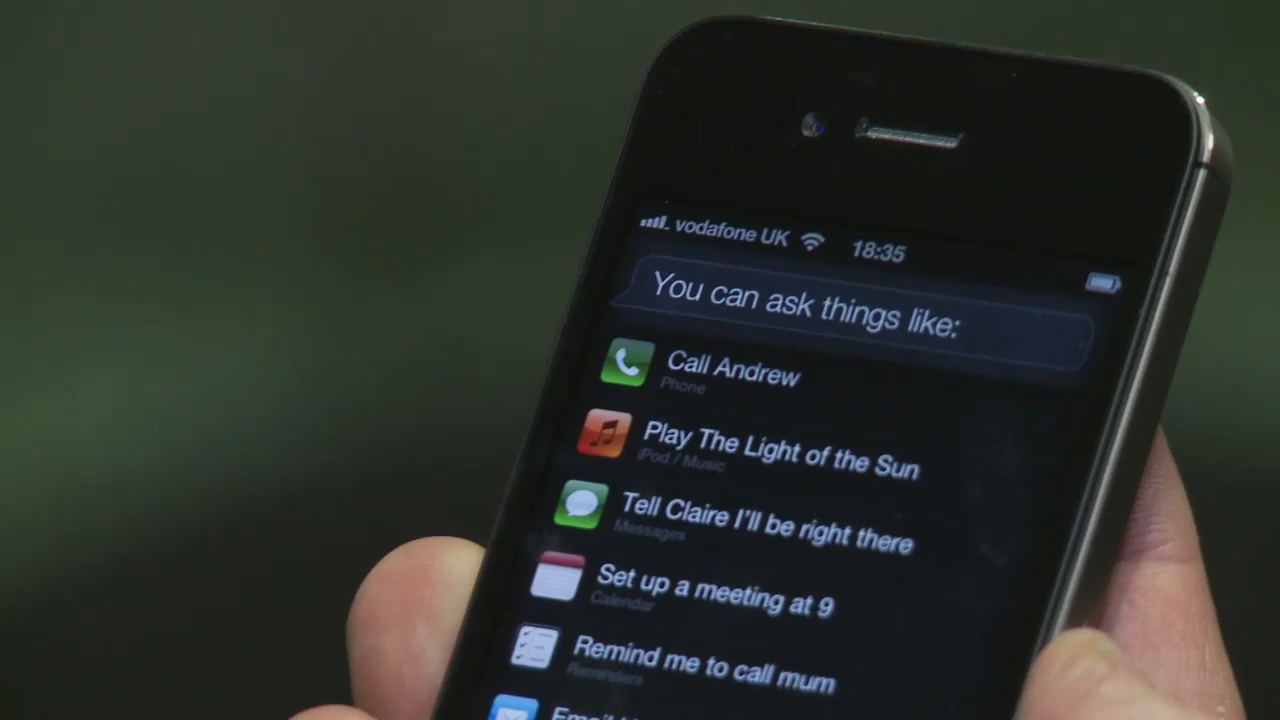 vodafone UK 18:35
You can ask things like:
Call Andrew
Phone
Play The Light of the Sun
iPod / Music
Tell Claire I'll be right there
Messages
Set up a meeting at 9
Calendar
Remind me to call mum
Reminders
Email